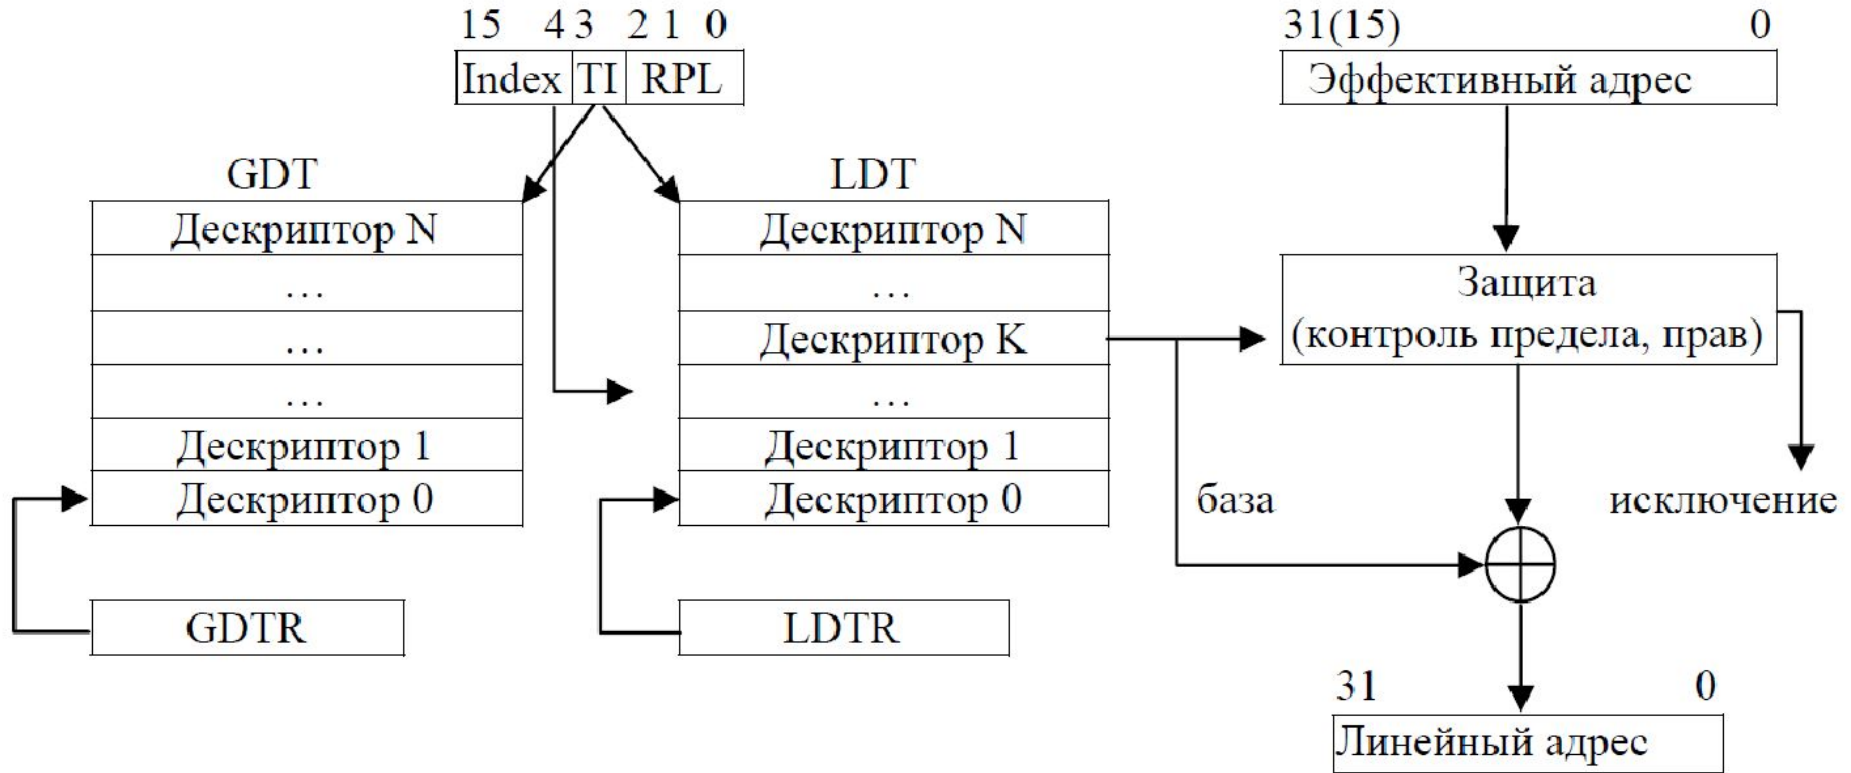 15 4 3 2 1 0
Index TI RPL
31(15) 0
Эффективный адрес
GDT
Дескриптор N
...
...
...
Дескриптор 1
Дескриптор 0
GDTR
LDT
Дескриптор N
...
Дескриптор K
...
Дескриптор 1
Дескриптор 0
LDTR
Защита
(контроль предела, прав)
база
исключение
31 0
Линейный адрес